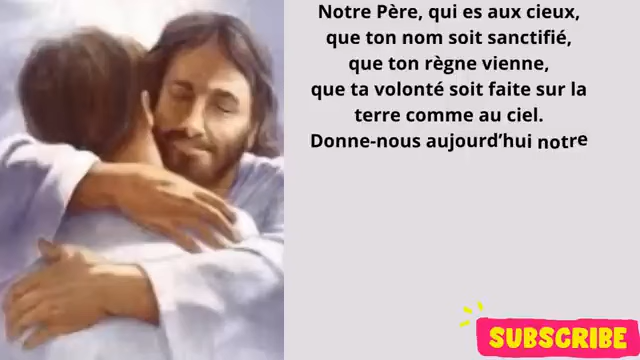 Notre Père, qui es aux cieux,
que ton nom soit sanctifié,
que ton règne vienne,
que ta volonté soit faite sur la
terre comme au ciel.
Donne-nous aujourd’hui notre
SUBSCRIBE